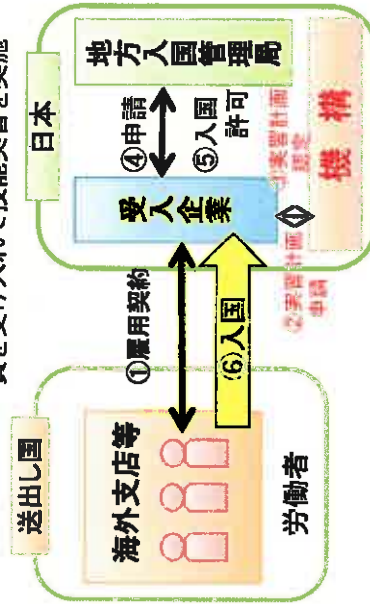 員を受け入れて技能実習を実施
送出し国
日本
海外支店等
労働者
①雇用契約
⑥入国
受入企業
④申請
⑤入国
許可
地方入国管理局
②実習計画
申請
③実習計画
認定
機構